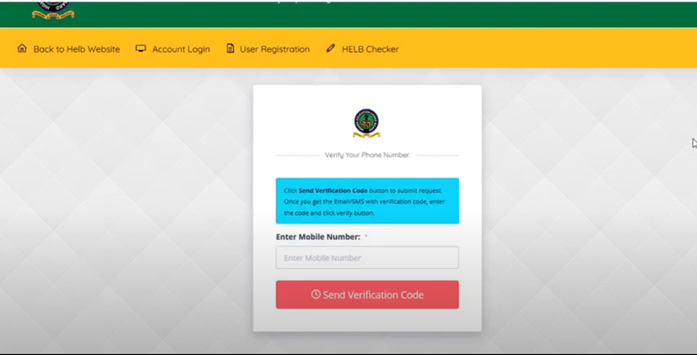 Back to Helb Website Account Login User Registration HELB Checker
Verify Your Phone Number.
Click Send Verification Code button to submit request.
Once you get the Email/SMS with verification code, enter
the code and click verify button.
Enter Mobile Number: *
Enter Mobile Number
Send Verification Code